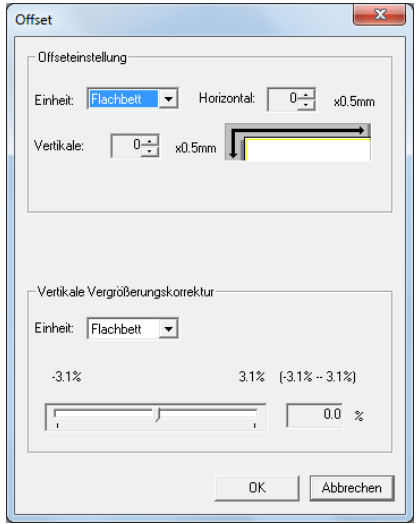 Offset
Offseteinstellung
Einheit: Flachbett Horizontal: 0 x0.5mm
Vertikale: 0 x0.5mm
Vertikale Vergrößerungskorrektur
Einheit: Flachbett
-3.1% 3.1% (-3.1% -- 3.1%)
0.0 %
OK Abbrechen